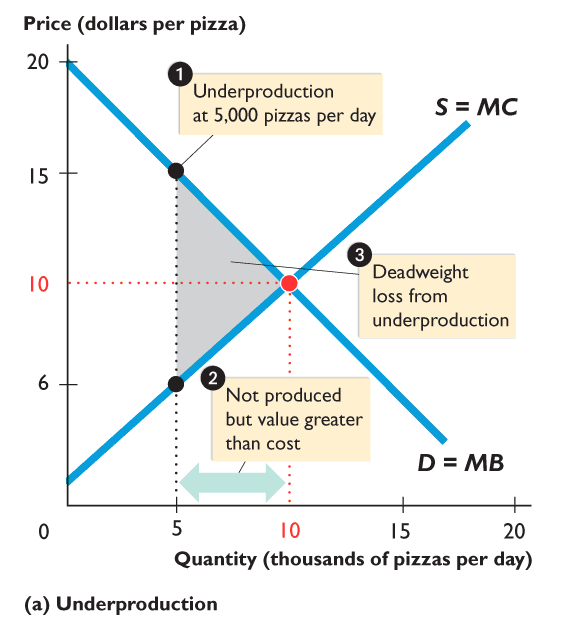 Price (dollars per pizza)
20
1
Underproduction
at 5,000 pizzas per day
S = MC
15
3
Deadweight
loss from
underproduction
10
6
2
Not produced
but value greater
than cost
D = MB
0
5
10
15
20
Quantity (thousands of pizzas per day)
(a) Underproduction